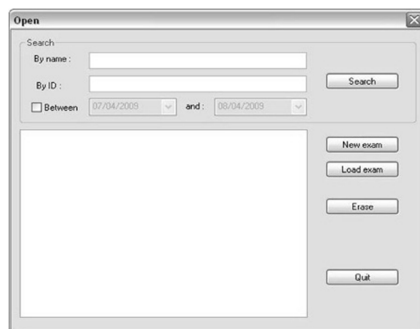 Open
Search
By name :
By ID :
Search
Between 07/04/2009 and : 08/04/2009
New exam
Load exam
Erase
Quit